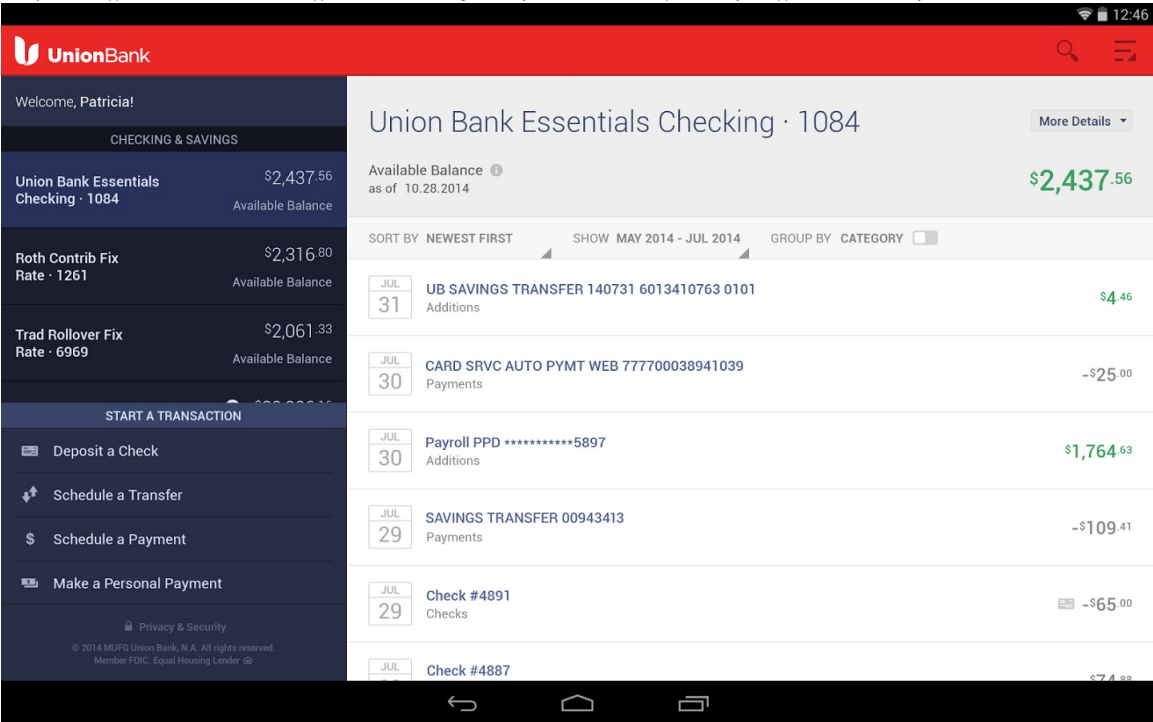 12:46
UnionBank
Welcome, Patricia!
CHECKING & SAVINGS
Union Bank Essentials
Checking · 1084
$2,437.56
Available Balance
Roth Contrib Fix
Rate · 1261
$2,316.80
Available Balance
Trad Rollover Fix
Rate · 6969
$2,061.33
Available Balance
START A TRANSACTION
Deposit a Check
Schedule a Transfer
$ Schedule a Payment
Make a Personal Payment
Privacy & Security
© 2014 MUFG Union Bank, N.A. All rights reserved.
Member FDIC. Equal Housing Lender
Union Bank Essentials Checking · 1084
More Details
Available Balance
as of 10.28.2014
$2,437.56
SORT BY NEWEST FIRST SHOW MAY 2014 - JUL 2014 GROUP BY CATEGORY
JUL
31
UB SAVINGS TRANSFER 140731 6013410763 0101
Additions
$4.46
JUL
30
CARD SRVC AUTO PYMT WEB 777700038941039
Payments
-$25.00
JUL
30
Payroll PPD ***********5897
Additions
$1,764.63
JUL
29
SAVINGS TRANSFER 00943413
Payments
-$109.41
JUL
29
Check #4891
Checks
-$65.00
JUL
Check #4887